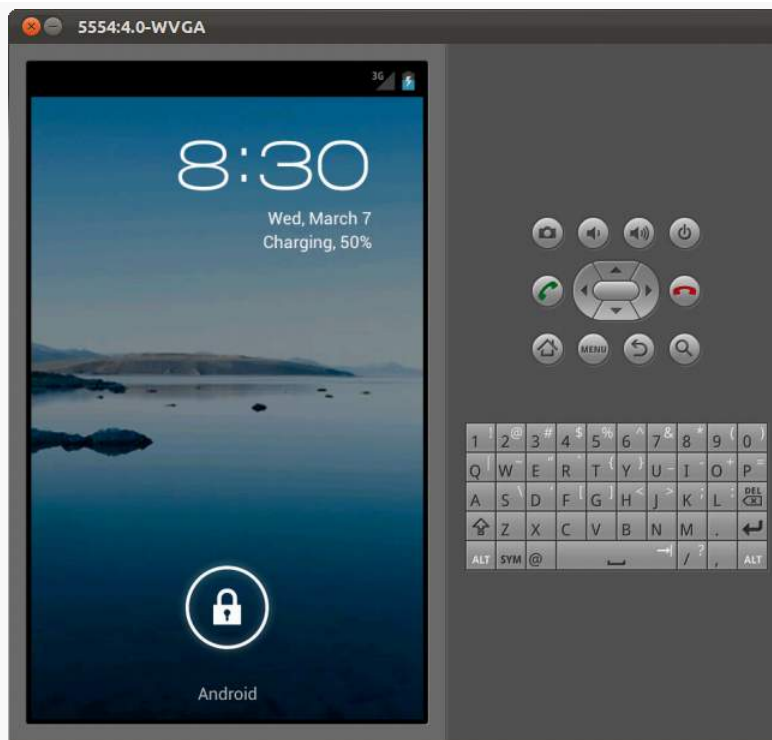 5554:4.0-WVGA
3G
8:30
Wed, March 7
Charging, 50%
Android
MENU
1 ! 2 @ 3 # 4 $ 5 % 6 ^ 7 & 8 * 9 ( 0 )
Q | W ~ E " R ` T { Y } U _ I - O + P =
A S \ D ' F [ G ] H < J > K ; L : DEL
Z X C V B N M .
ALT SYM @ / ? , ALT